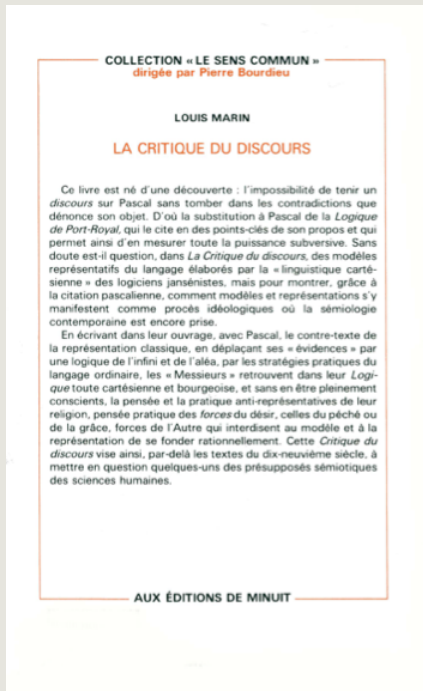 COLLECTION « LE SENS COMMUN »
dirigée par Pierre Bourdieu
LOUIS MARIN
LA CRITIQUE DU DISCOURS
Ce livre est né d'une découverte : l'impossibilité de tenir un
discours sur Pascal sans tomber dans les contradictions que
dénonce son objet. D'où la substitution à Pascal de la Logique
de Port-Royal, qui le cite en des points-clés de son propos et qui
permet ainsi d'en mesurer toute la puissance subversive. Sans
doute est-il question, dans La Critique du discours, des modèles
représentatifs du langage élaborés par la « linguistique carté-
sienne » des logiciens jansénistes, mais pour montrer, grâce à
la citation pascalienne, comment modèles et représentations s'y
manifestent comme procès idéologiques où la sémiologie
contemporaine est encore prise.
En écrivant dans leur ouvrage, avec Pascal, le contre-texte de
la représentation classique, en déplaçant ses « évidences » par
une logique de l'infini et de l'aléa, par les stratégies pratiques du
langage ordinaire, les « Messieurs » retrouvent dans leur Logi-
que toute cartésienne et bourgeoise, et sans en être pleinement
conscients, la pensée et la pratique anti-représentatives de leur
religion, pensée pratique des forces du désir, celles du péché ou
de la grâce, forces de l'Autre qui interdisent au modèle et à la
représentation de se fonder rationnellement. Cette Critique du
discours vise ainsi, par-delà les textes du dix-neuvième siècle, à
mettre en question quelques-uns des présupposés sémiotiques
des sciences humaines.
AUX ÉDITIONS DE MINUIT